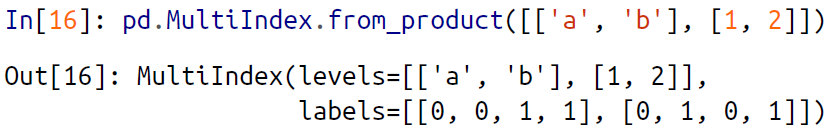 In[16]: pd.MultiIndex.from_product([['a', 'b'], [1, 2]])
Out[16]: MultiIndex(levels=[['a', 'b'], [1, 2]],
labels=[[0, 0, 1, 1], [0, 1, 0, 1]])